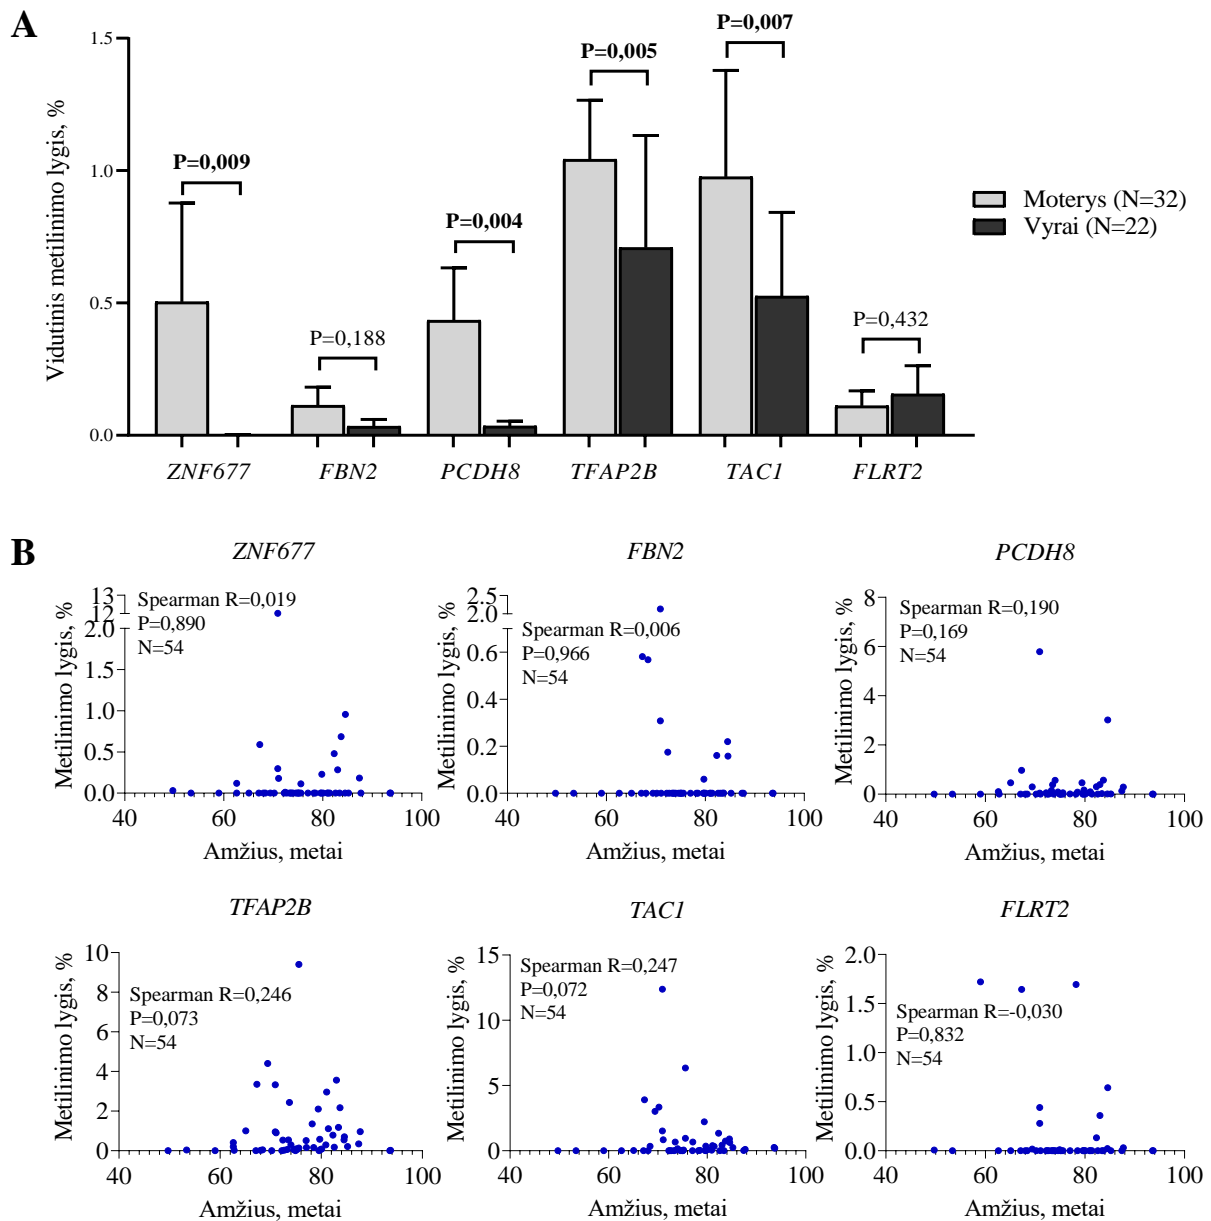 A
Vidutinis metilinimo lygis, %
1.5
1.0
0.5
0.0
P=0,009
P=0,188
P=0,004
P=0,005
P=0,007
P=0,432
ZNF677
FBN2
PCDH8
TFAP2B
TAC1
FLRT2
Moterys (N=32)
Vyrai (N=22)
B
ZNF677
Metilinimo lygis, %
13
12
2.0
1.5
1.0
0.5
0.0
Spearman R=0,019
P=0,890
N=54
40 60 80 100
Amžius, metai
FBN2
Metilinimo lygis, %
2.5
2.0
0.6
0.4
0.2
0.0
Spearman R=0,006
P=0,966
N=54
40 60 80 100
Amžius, metai
PCDH8
Metilinimo lygis, %
8
6
4
2
0
Spearman R=0,190
P=0,169
N=54
40 60 80 100
Amžius, metai
TFAP2B
Metilinimo lygis, %
10
8
6
4
2
0
Spearman R=0,246
P=0,073
N=54
40 60 80 100
Amžius, metai
TAC1
Metilinimo lygis, %
15
10
5
0
Spearman R=0,247
P=0,072
N=54
40 60 80 100
Amžius, metai
FLRT2
Metilinimo lygis, %
2.0
1.5
1.0
0.5
0.0
Spearman R=-0,030
P=0,832
N=54
40 60 80 100
Amžius, metai